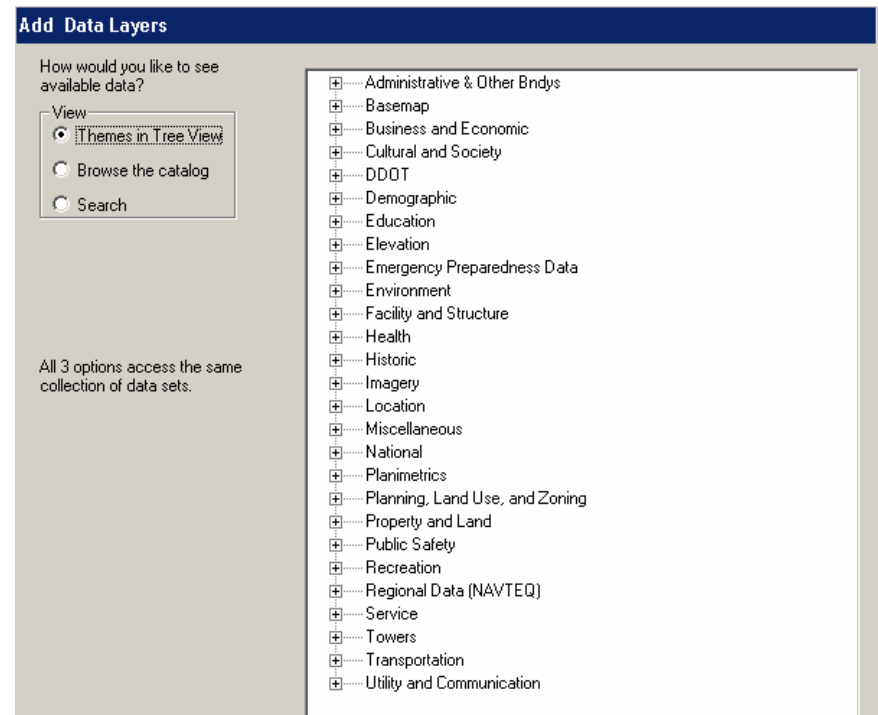 Add Data Layers
How would you like to see
available data?
View
Themes in Tree View
Browse the catalog
Search
All 3 options access the same
collection of data sets.
Administrative & Other Bndys
Basemap
Business and Economic
Cultural and Society
DDOT
Demographic
Education
Elevation
Emergency Preparedness Data
Environment
Facility and Structure
Health
Historic
Imagery
Location
Miscellaneous
National
Planimetrics
Planning, Land Use, and Zoning
Property and Land
Public Safety
Recreation
Regional Data (NAVTEQ)
Service
Towers
Transportation
Utility and Communication